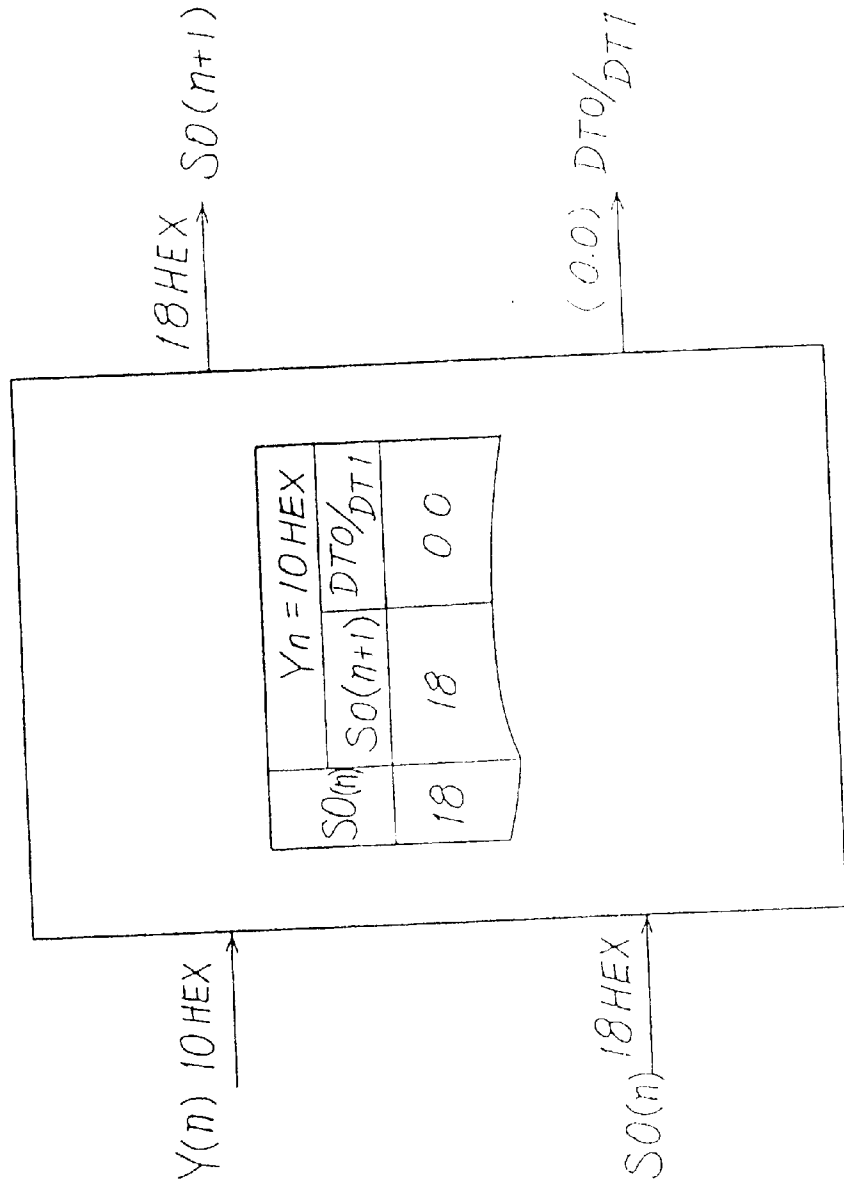 Y(n) 10HEX
SO(n) 18HEX
Yn = 10HEX
SO(n) SO(n+1) DTO/DT1
18 18 00
18HEX SO(n+1)
(0.0) DTO/DT1